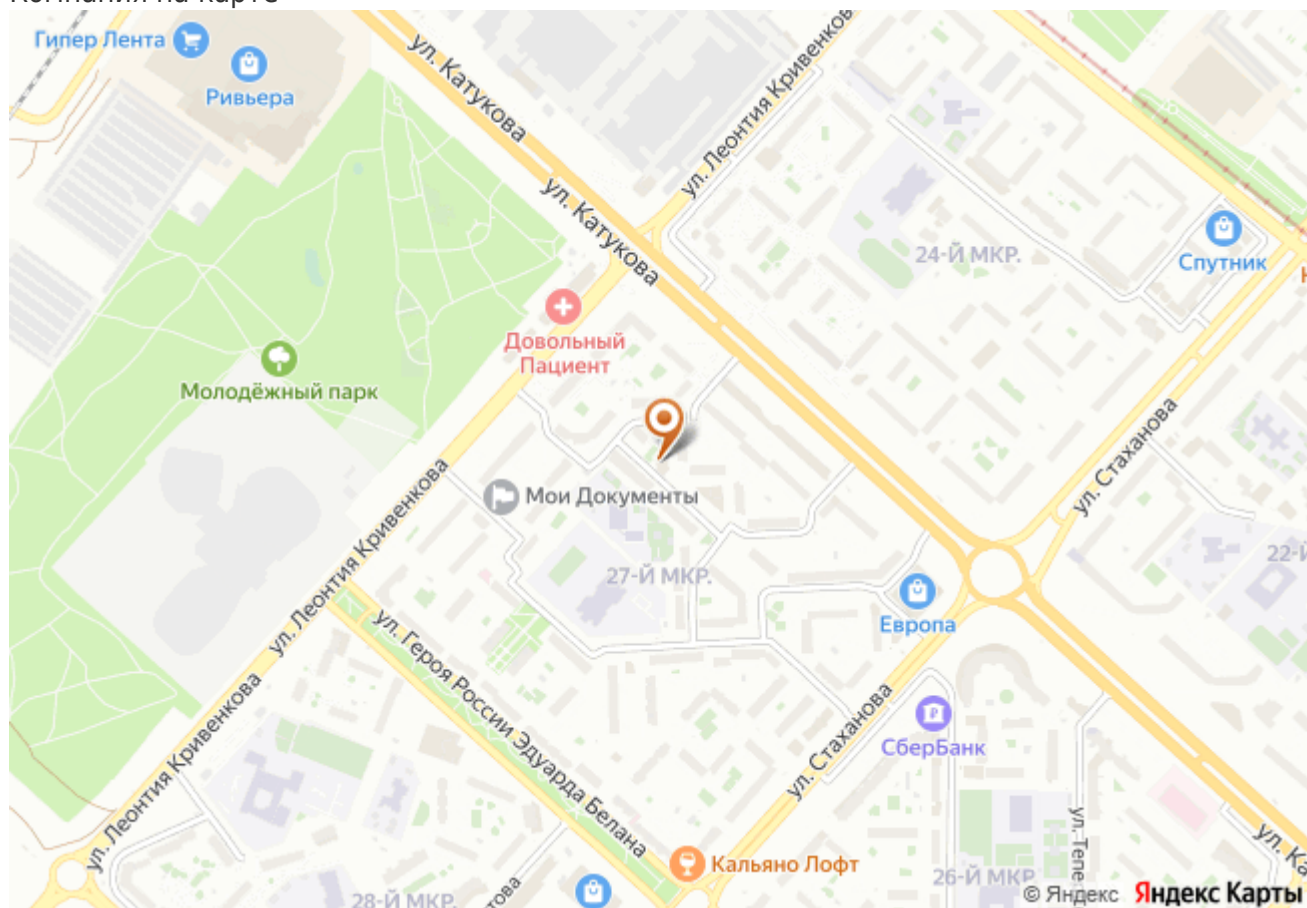 Гипер Лента
Ривьера
ул. Катукова
ул. Леонтия Кривенкова
ул. Катукова
24-Й МКР.
Спутник
Довольный
Пациент
Молодёжный парк
ул. Стаханова
Мои Документы
ул. Леонтия Кривенкова
27-Й МКР.
22-Й
Европа
ул. Героя России Эдуарда Белана
ул. Стаханова
СберБанк
ул. Леонтия Кривенкова
Кальяно Лофт
26-Й МКР
28-Й МКР.
© Яндекс Яндекс Карты